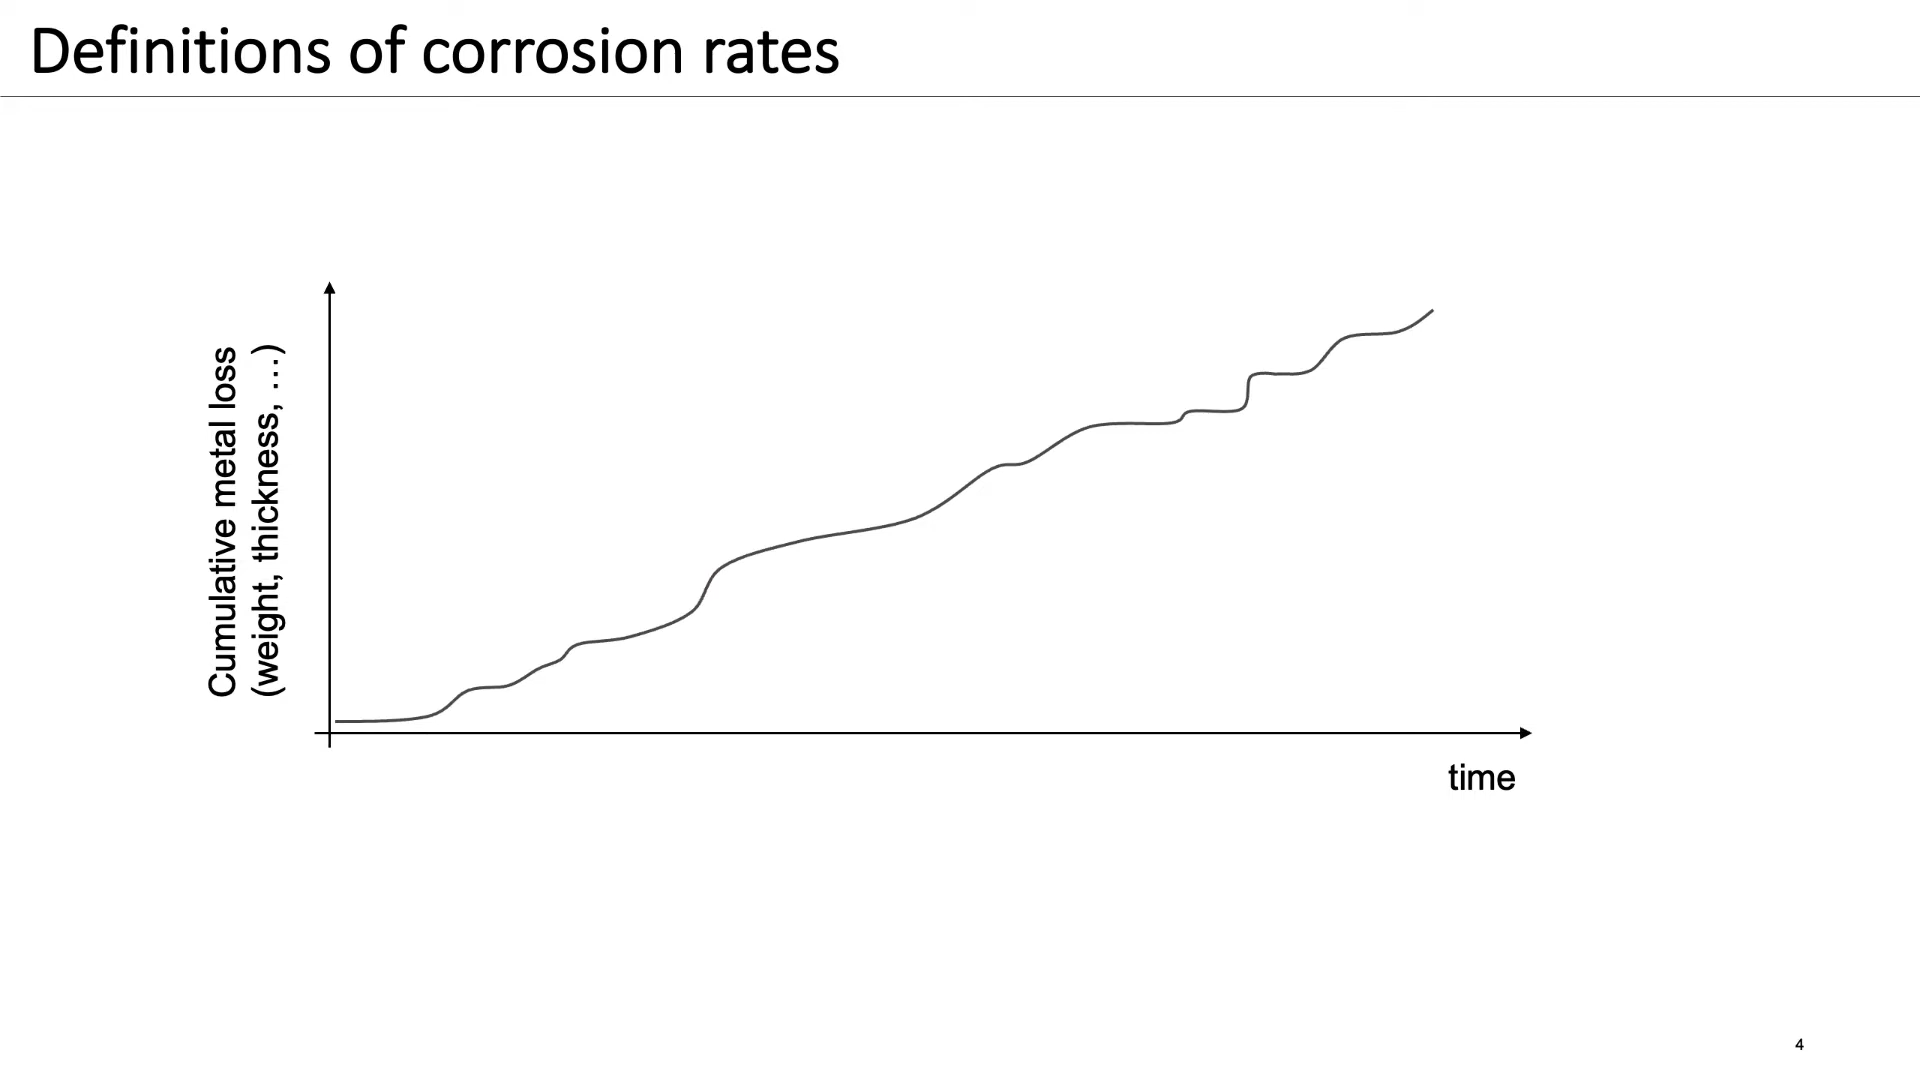 Definitions of corrosion rates
Cumulative metal loss
(weight, thickness, …)
time
4